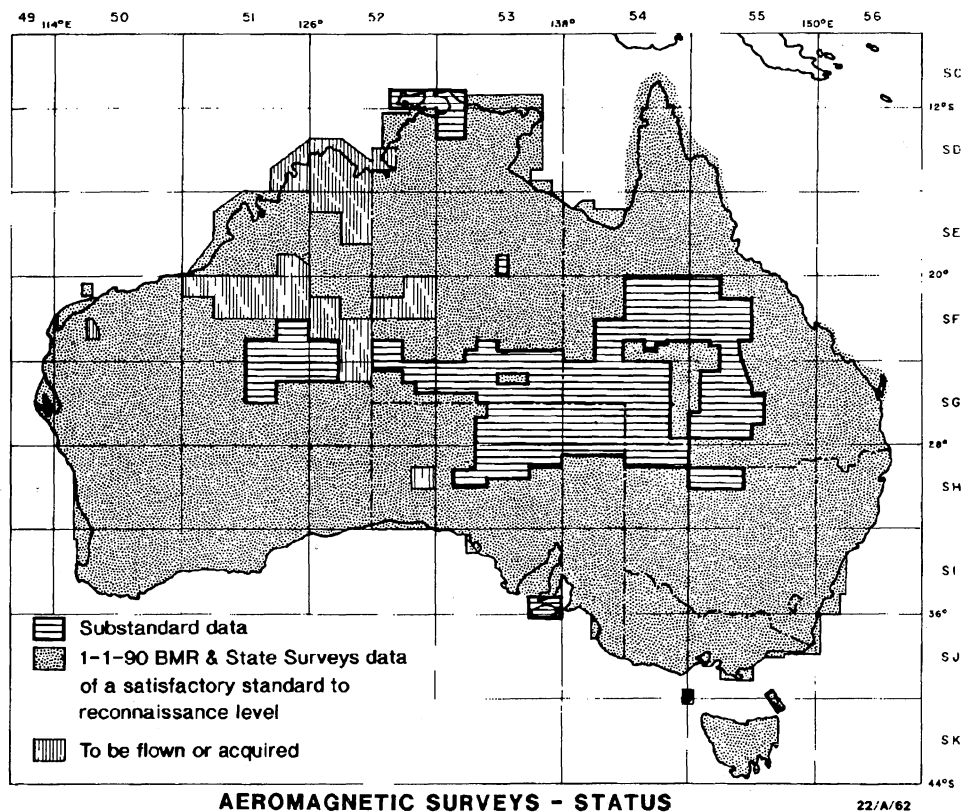 49 114°E 50 51 126° 52 53 138° 54 55 150°E 56
SC
12°S
SD
SE
20°
SF
SG
28°
SH
SI
36°
SJ
SK
44°S
Substandard data
1-1-90 BMR & State Surveys data
of a satisfactory standard to
reconnaissance level
To be flown or acquired
AEROMAGNETIC SURVEYS - STATUS
22/A/62